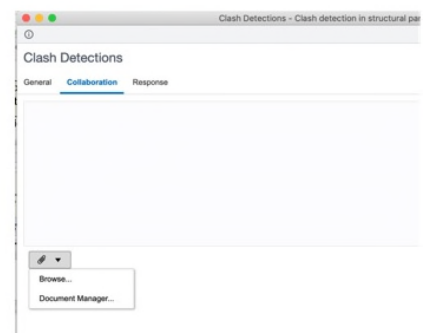 Clash Detections - Clash detection in structural par
Clash Detections
General Collaboration Response
Browse...
Document Manager...